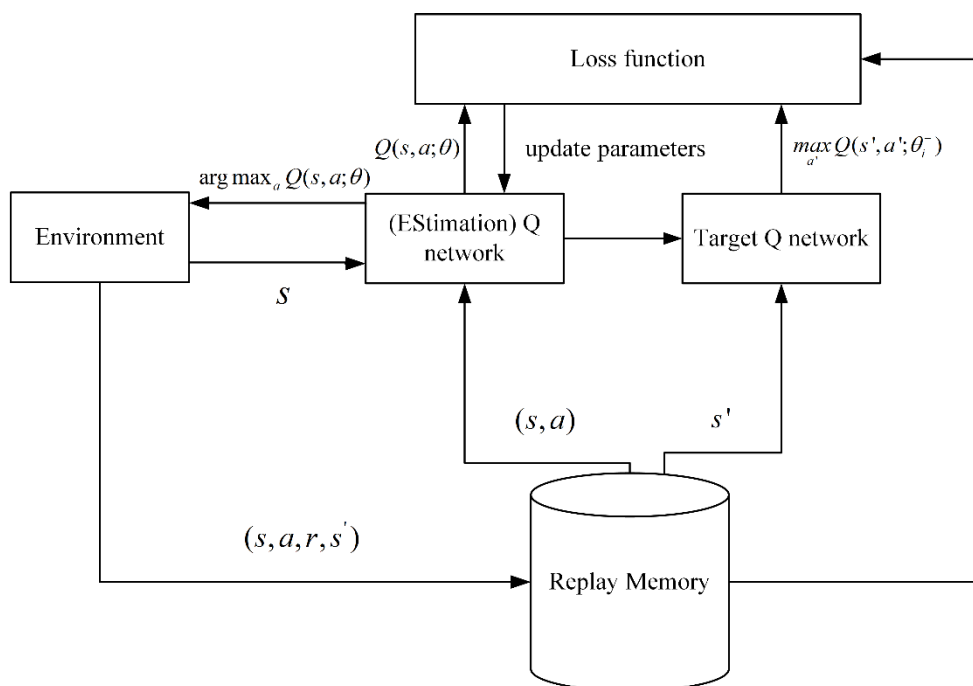 Loss function
Q(s,a;θ)
update parameters
max Q(s',a';θᵢ⁻)
a'
arg maxₐ Q(s,a;θ)
Environment
(EStimation) Q
network
Target Q network
s
(s,a)
s'
(s,a,r,s')
Replay Memory